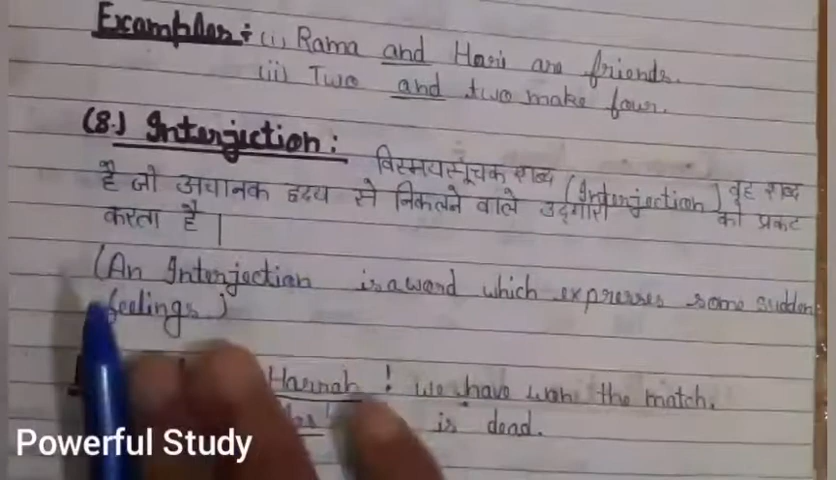 Examples :- (i) Rama and Hari are friends.
(ii) Two and two make four.
(8.) Interjection :
विस्मयसूचक शब्द (Interjection) वह शब्द
है जो अचानक हृदय से निकलने वाले उद्गारों को प्रकट
करता है |
(An Interjection is a word which expresses some sudden
feelings)
Hurrah ! we have won the match.
is dead.
Powerful Study